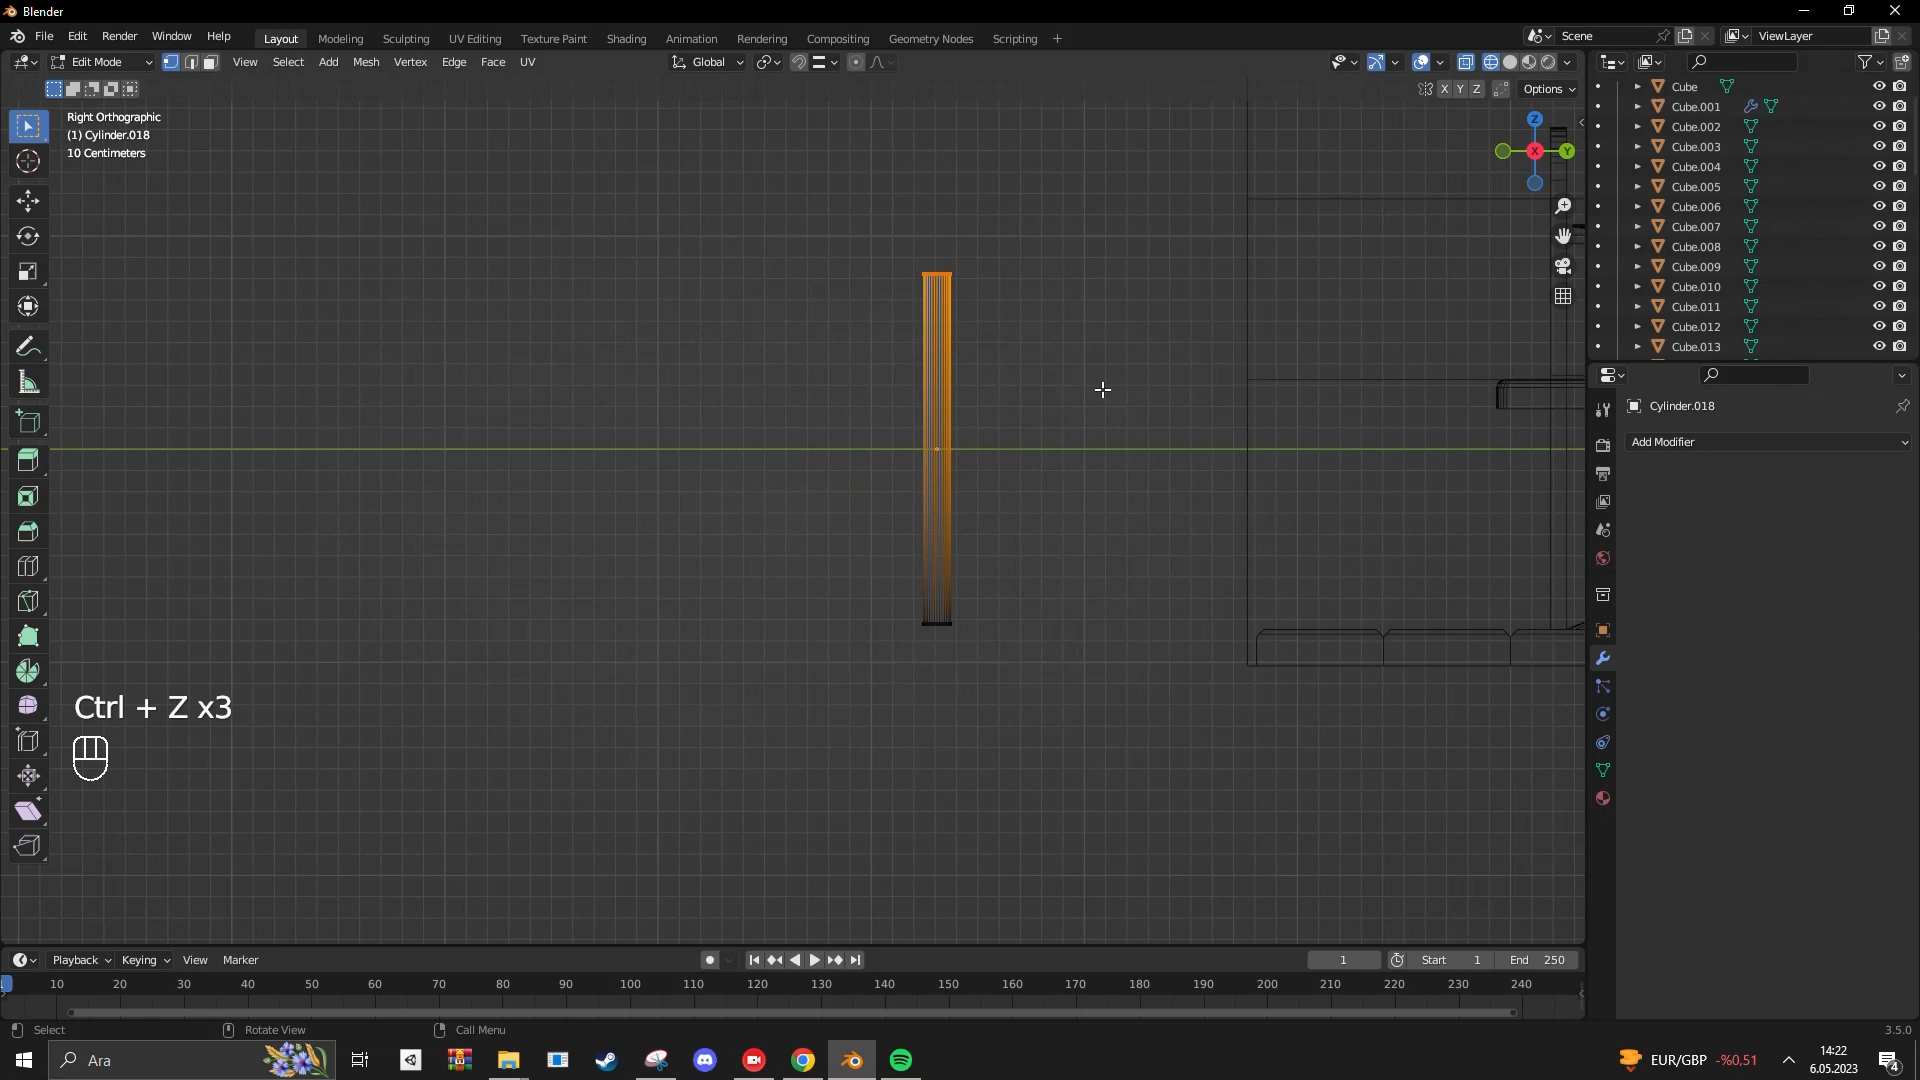 Blender
File Edit Render Window Help
Layout Modeling Sculpting UV Editing Texture Paint Shading Animation Rendering Compositing Geometry Nodes Scripting +
Scene
ViewLayer
Edit Mode View Select Add Mesh Vertex Edge Face UV
Global
X Y Z Options
Right Orthographic
(1) Cylinder.018
10 Centimeters
Z
X
Y
Cube
Cube.001
Cube.002
Cube.003
Cube.004
Cube.005
Cube.006
Cube.007
Cube.008
Cube.009
Cube.010
Cube.011
Cube.012
Cube.013
Cylinder.018
Add Modifier
Ctrl + Z x3
Playback Keying View Marker
1 Start 1 End 250
10 20 30 40 50 60 70 80 90 100 110 120 130 140 150 160 170 180 190 200 210 220 230 240
Select Rotate View Call Menu
3.5.0
Ara
EUR/GBP -%0,51
14:22
6.05.2023
4